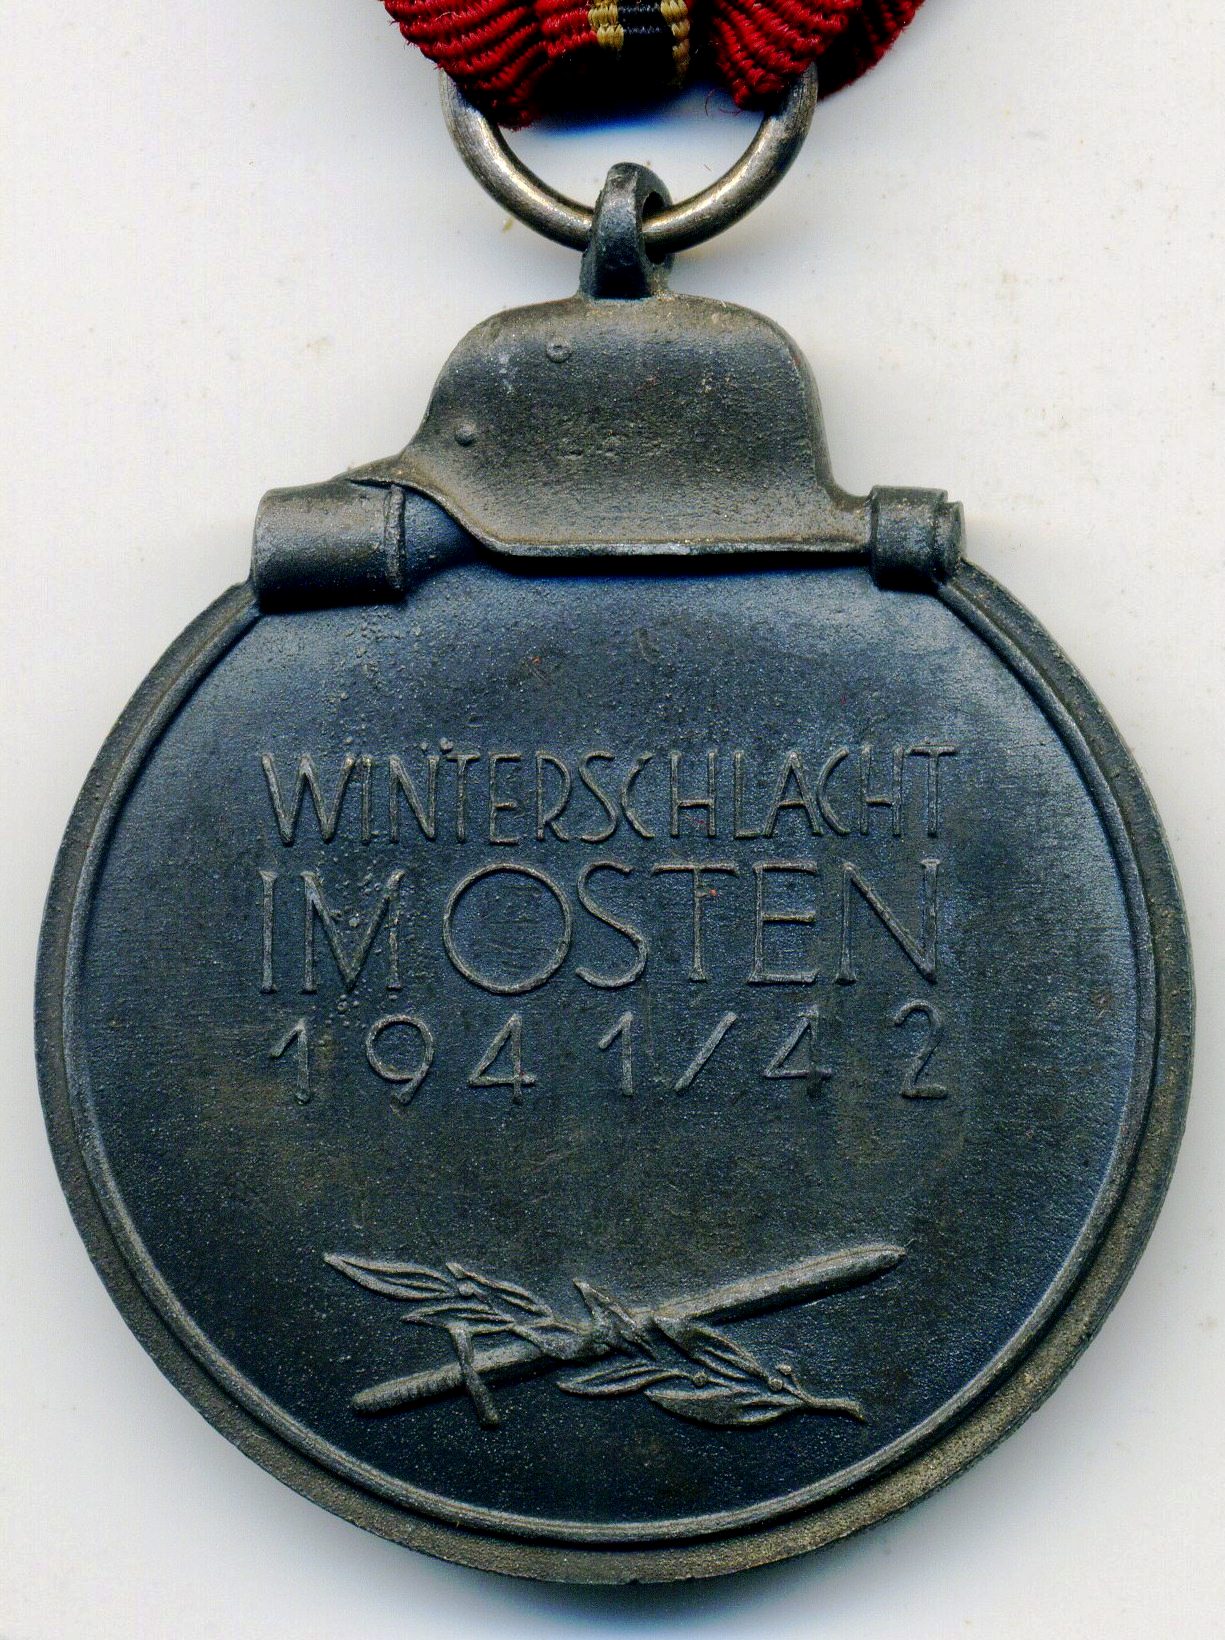 WINTERSCHLACHT
IM OSTEN
1941/42